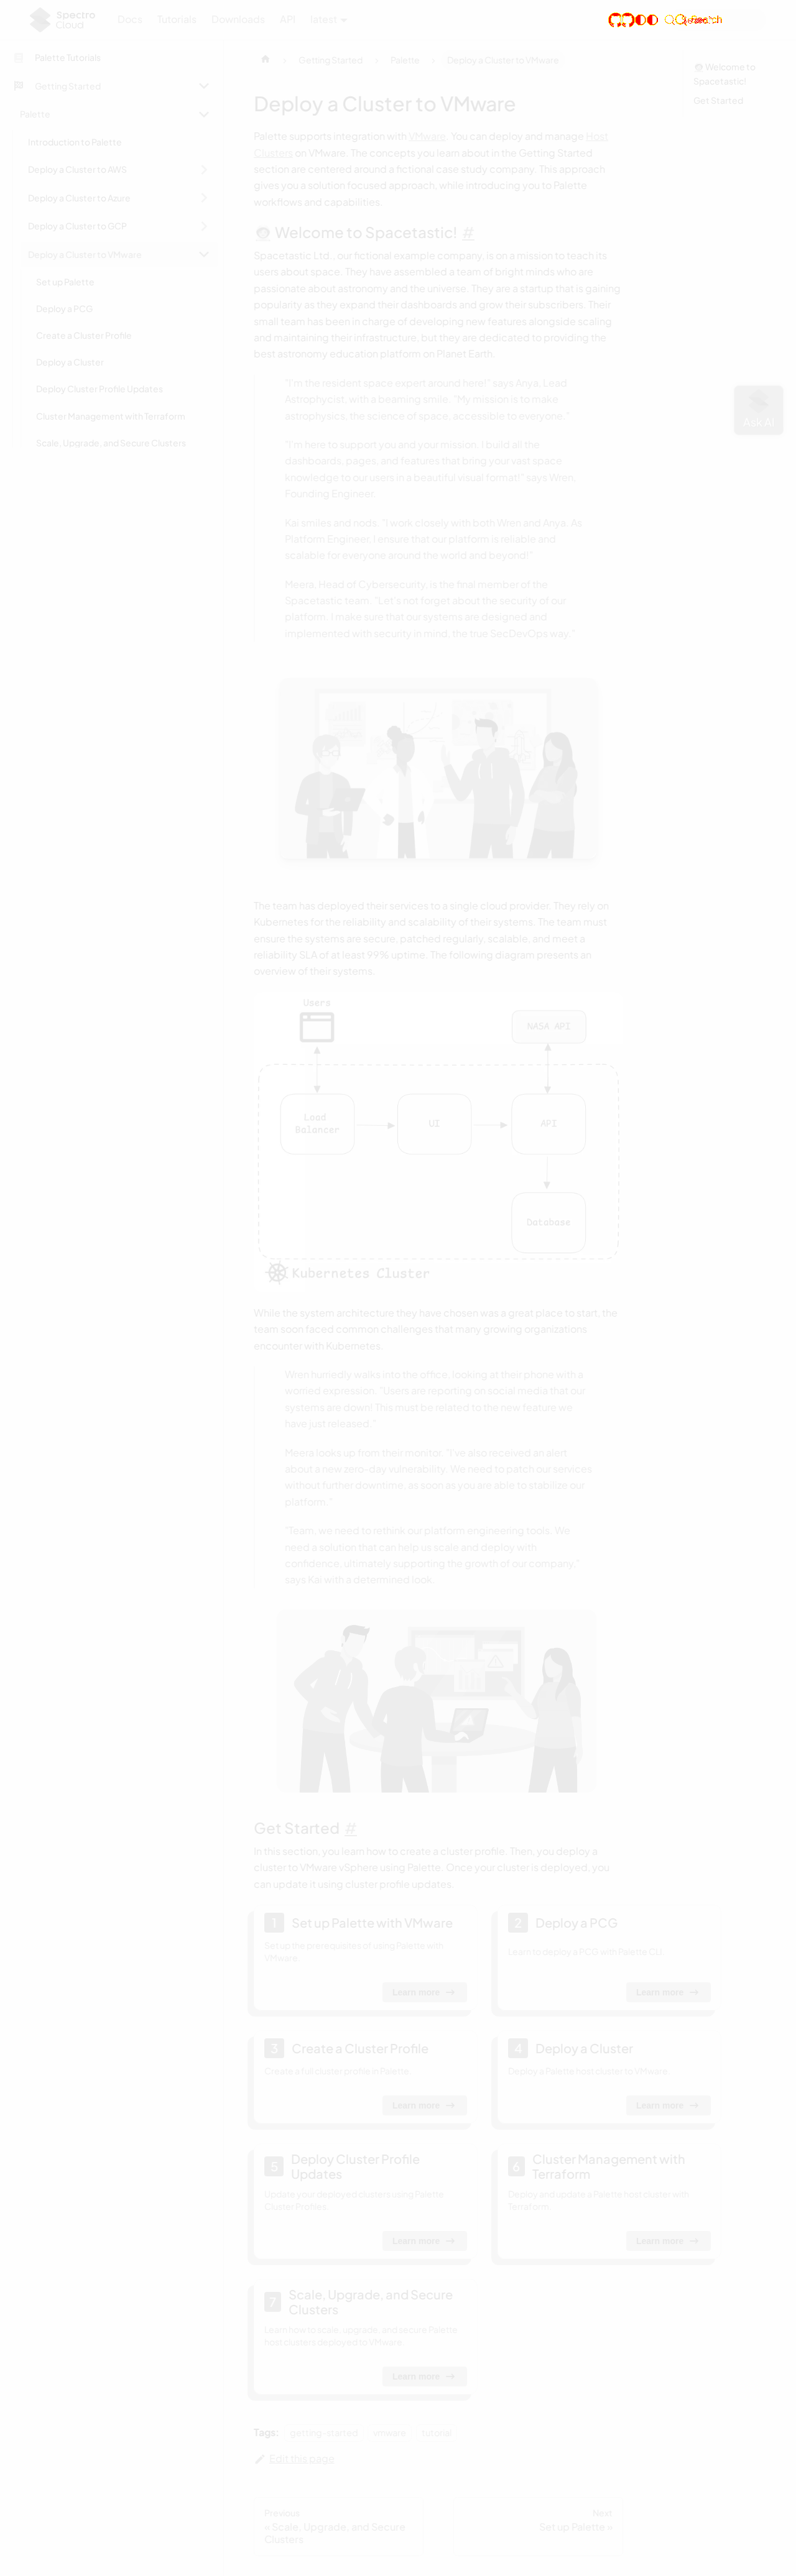 Spectro
Cloud
Docs
Tutorials
Downloads
API
latest
Palette Tutorials
Getting Started
Palette
Introduction to Palette
Deploy a Cluster to AWS
Deploy a Cluster to Azure
Deploy a Cluster to GCP
Deploy a Cluster to VMware
Set up Palette
Deploy a PCG
Create a Cluster Profile
Deploy a Cluster
Deploy Cluster Profile Updates
Cluster Management with Terraform
Scale, Upgrade, and Secure Clusters
Getting Started
Palette
Deploy a Cluster to VMware
Deploy a Cluster to VMware
Palette supports integration with VMware. You can deploy and manage Host
Clusters on VMware. The concepts you learn about in the Getting Started
section are centered around a fictional case study company. This approach
gives you a solution focused approach, while introducing you to Palette
workflows and capabilities.
Welcome to Spacetastic! #
Spacetastic Ltd., our fictional example company, is on a mission to teach its
users about space. They have assembled a team of bright minds who are
passionate about astronomy and the universe. They are a startup that is gaining
popularity as they expand their dashboards and grow their subscribers. Their
small team has been in charge of developing new features alongside scaling
and maintaining their infrastructure, but they are dedicated to providing the
best astronomy education platform on Planet Earth.
"I'm the resident space expert around here!" says Anya, Lead
Astrophycist, with a beaming smile. "My mission is to make
astrophysics, the science of space, accessible to everyone."
"I'm here to support you and your mission. I build all the
dashboards, pages, and features that bring your vast space
knowledge to our users in a beautiful visual format!" says Wren,
Founding Engineer.
Kai smiles and nods. "I work closely with both Wren and Anya. As
Platform Engineer, I ensure that our platform is reliable and
scalable for everyone around the world and beyond!"
Meera, Head of Cybersecurity, is the final member of the
Spacetastic team. "Let's not forget about the security of our
platform. I make sure that our systems are designed and
implemented with security in mind, the true SecDevOps way."
The team has deployed their services to a single cloud provider. They rely on
Kubernetes for the reliability and scalability of their systems. The team must
ensure the systems are secure, patched regularly, scalable, and meet a
reliability SLA of at least 99% uptime. The following diagram presents an
overview of their systems.
Users
NASA API
Load
Balancer
UI
API
Database
Kubernetes Cluster
While the system architecture they have chosen was a great place to start, the
team soon faced common challenges that many growing organizations
encounter with Kubernetes.
Wren hurriedly walks into the office, looking at their phone with a
worried expression. "Users are reporting on social media that our
systems are down! This must be related to the new feature we
have just released."
Meera looks up from their monitor. "I've also received an alert
about a new zero-day vulnerability. We need to patch our services
without further downtime, as soon as you are able to stabilize our
platform."
"Team, we need to rethink our platform engineering tools. We
need a solution that can help us scale and deploy with
confidence, ultimately supporting the growth of our company,"
says Kai with a determined look.
Get Started #
In this section, you learn how to create a cluster profile. Then, you deploy a
cluster to VMware vSphere using Palette. Once your cluster is deployed, you
can update it using cluster profile updates.
1 Set up Palette with VMware
Set up the prerequisites of using Palette with
VMware.
Learn more
2 Deploy a PCG
Learn to deploy a PCG with Palette CLI.
Learn more
3 Create a Cluster Profile
Create a full cluster profile in Palette.
Learn more
4 Deploy a Cluster
Deploy a Palette host cluster to VMware.
Learn more
5 Deploy Cluster Profile
Updates
Update your deployed clusters using Palette
Cluster Profiles.
Learn more
6 Cluster Management with
Terraform
Deploy and update a Palette host cluster with
Terraform.
Learn more
7 Scale, Upgrade, and Secure
Clusters
Learn how to scale, upgrade, and secure Palette
host clusters deployed to VMware.
Learn more
Tags:
getting-started
vmware
tutorial
Edit this page
Previous
« Scale, Upgrade, and Secure
Clusters
Next
Set up Palette »
Welcome to
Spacetastic!
Get Started
Ask AI